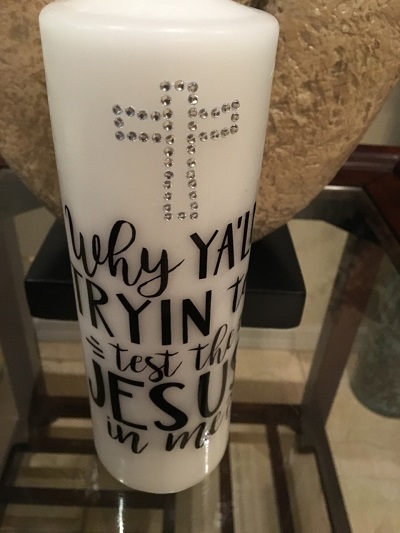 Why YA'LL
TRYIN to
test the
JESUS
in me